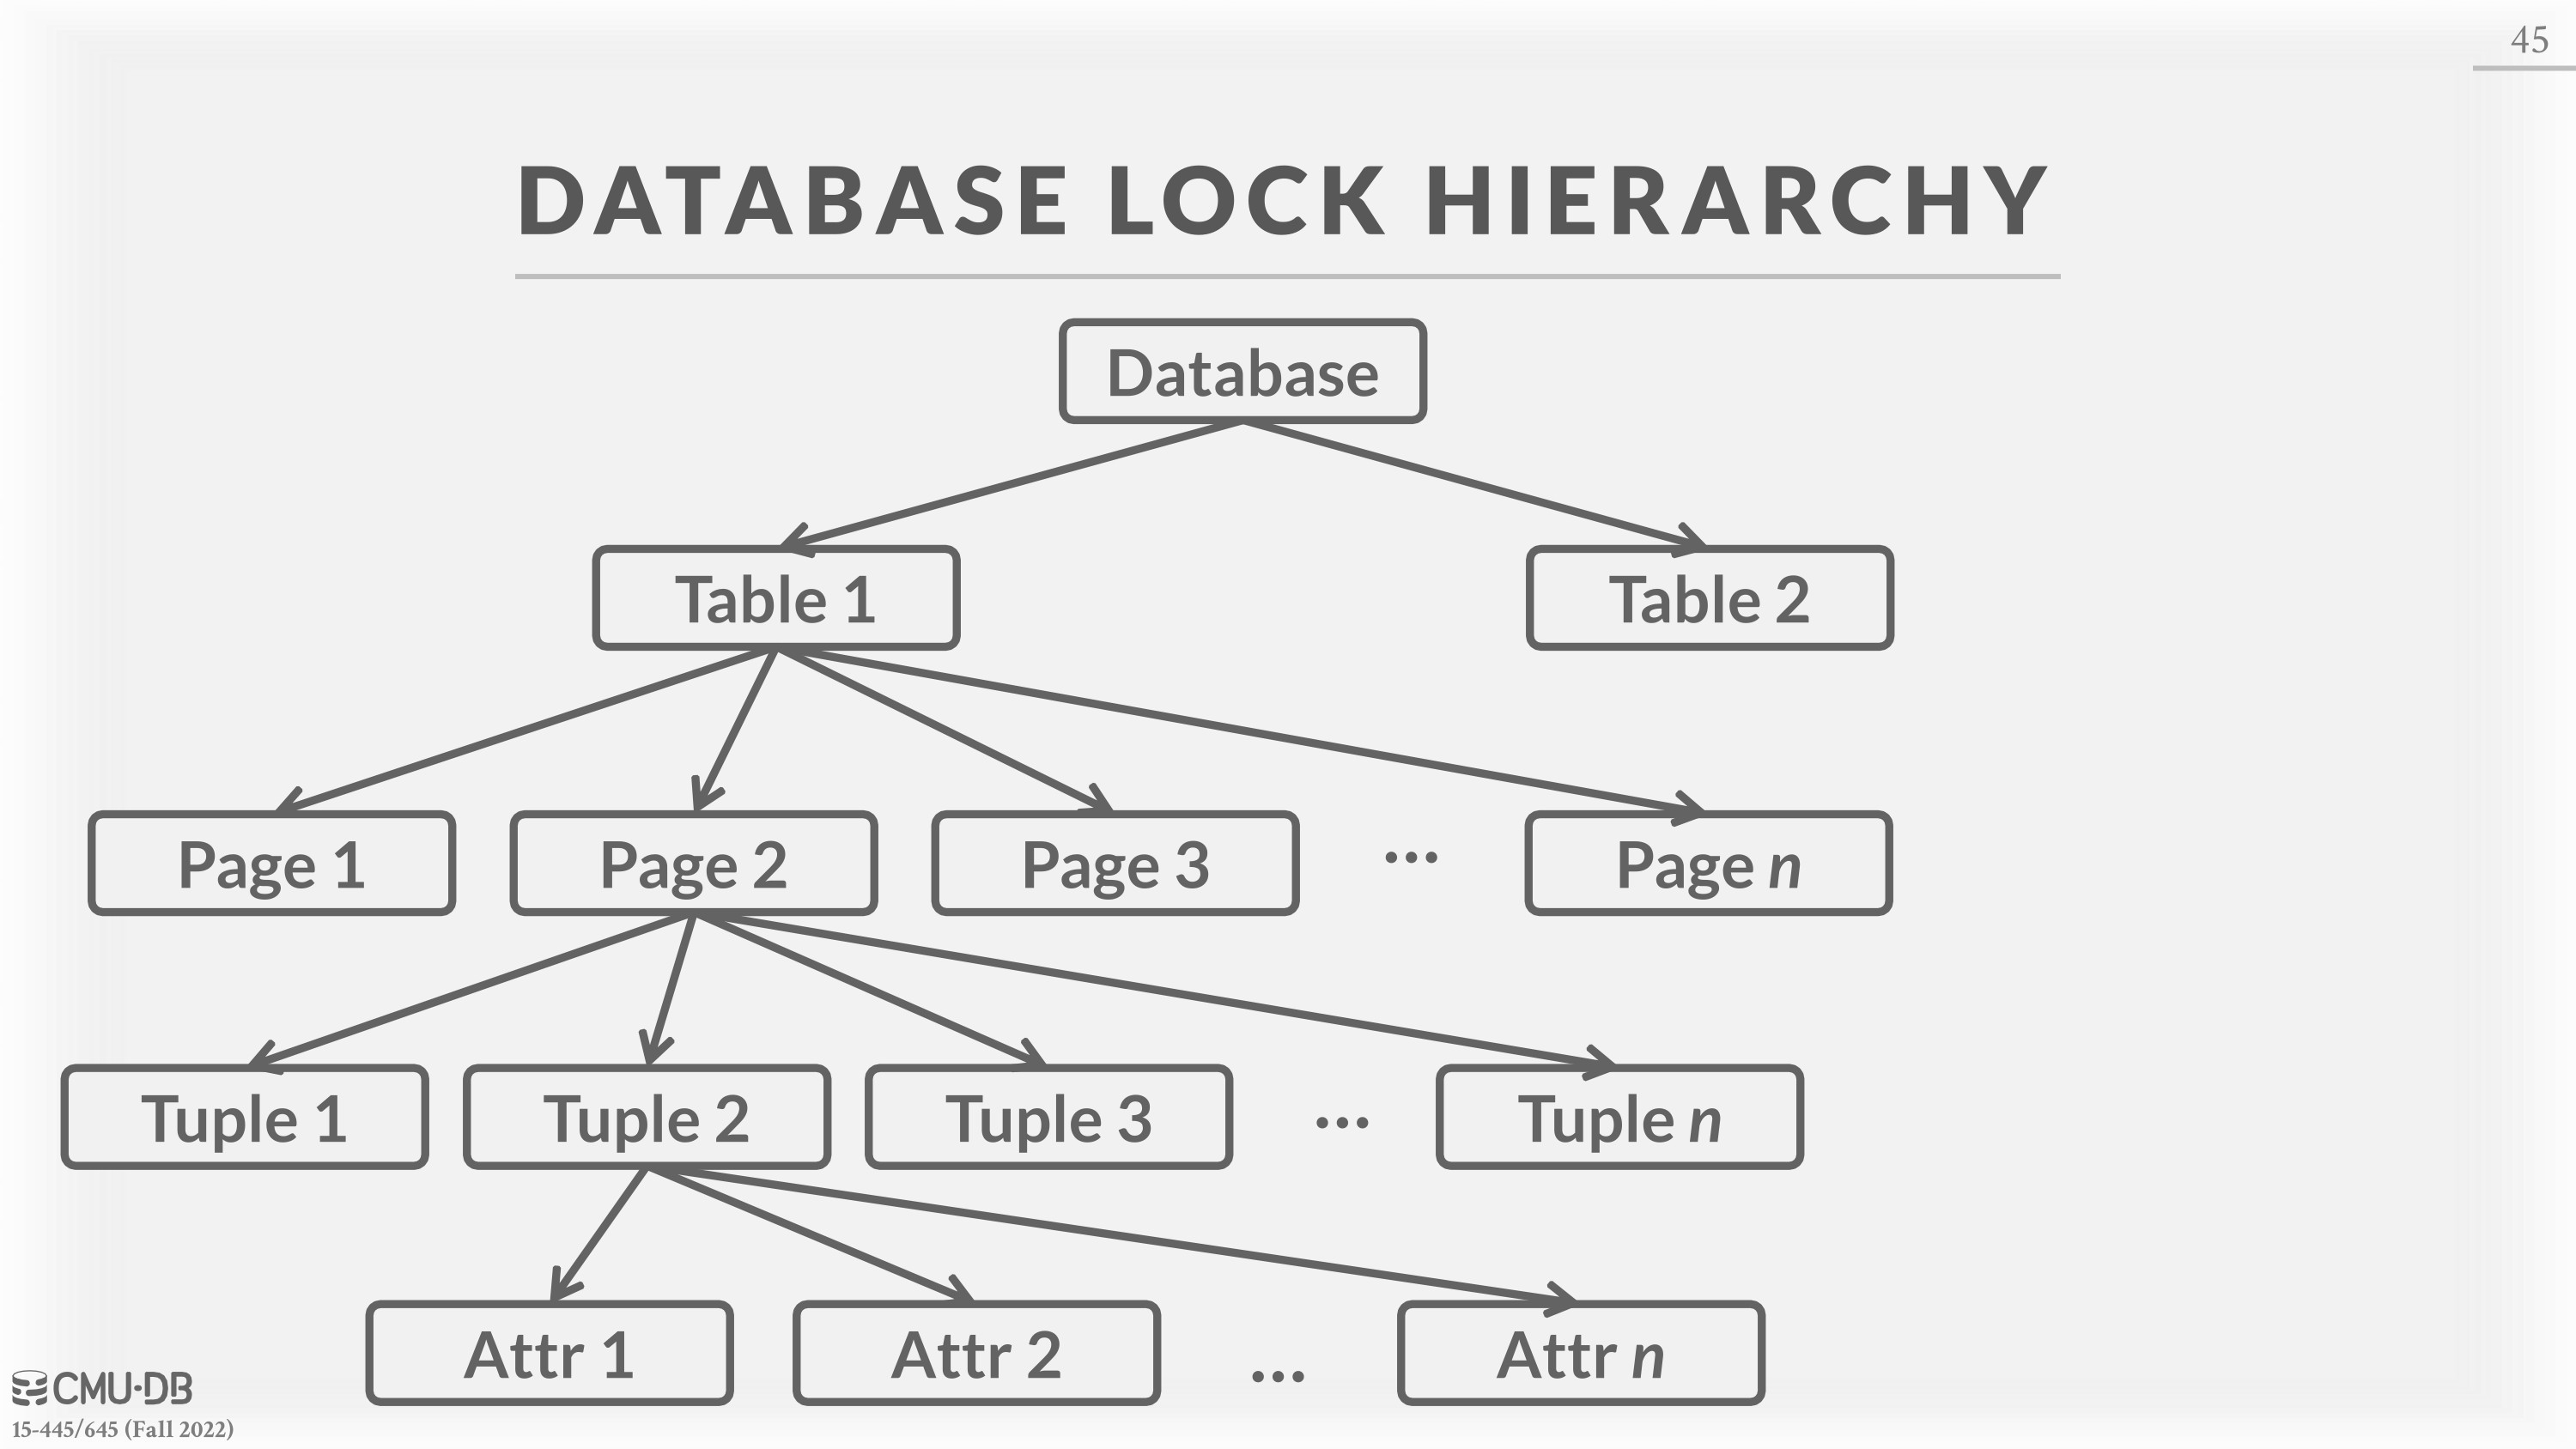 45
DATABASE LOCK HIERARCHY
Database
Table 1
Table 2
Page 1
Page 2
Page 3
...
Page n
Tuple 1
Tuple 2
Tuple 3
...
Tuple n
Attr 1
Attr 2
...
Attr n
CMU·DB
15-445/645 (Fall 2022)